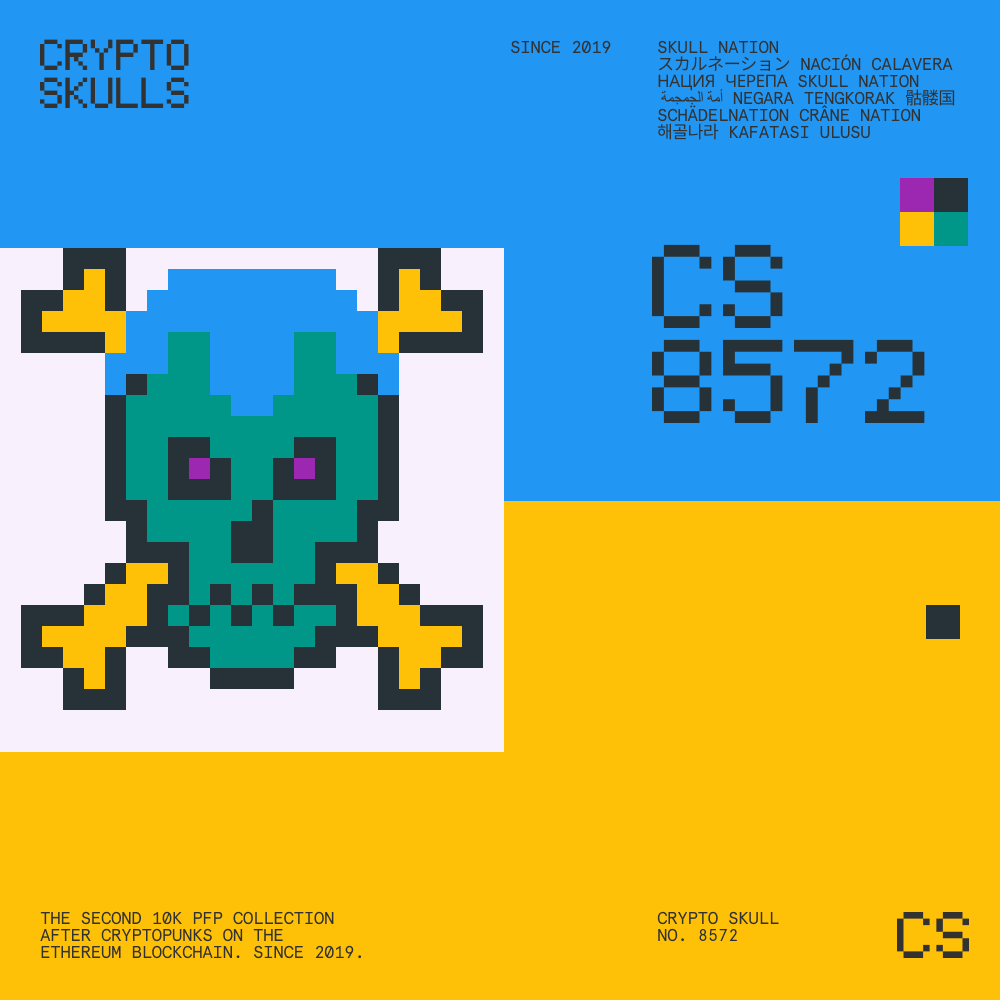 CRYPTO
SKULLS
SINCE 2019
SKULL NATION
スカルネーション NACIÓN CALAVERA
НАЦИЯ ЧЕРЕПА SKULL NATION
أمة الجمجمة NEGARA TENGKORAK 骷髅国
SCHÄDELNATION CRÂNE NATION
해골나라 KAFATASI ULUSU
CS
8572
THE SECOND 10K PFP COLLECTION
AFTER CRYPTOPUNKS ON THE
ETHEREUM BLOCKCHAIN. SINCE 2019.
CRYPTO SKULL
NO. 8572
CS